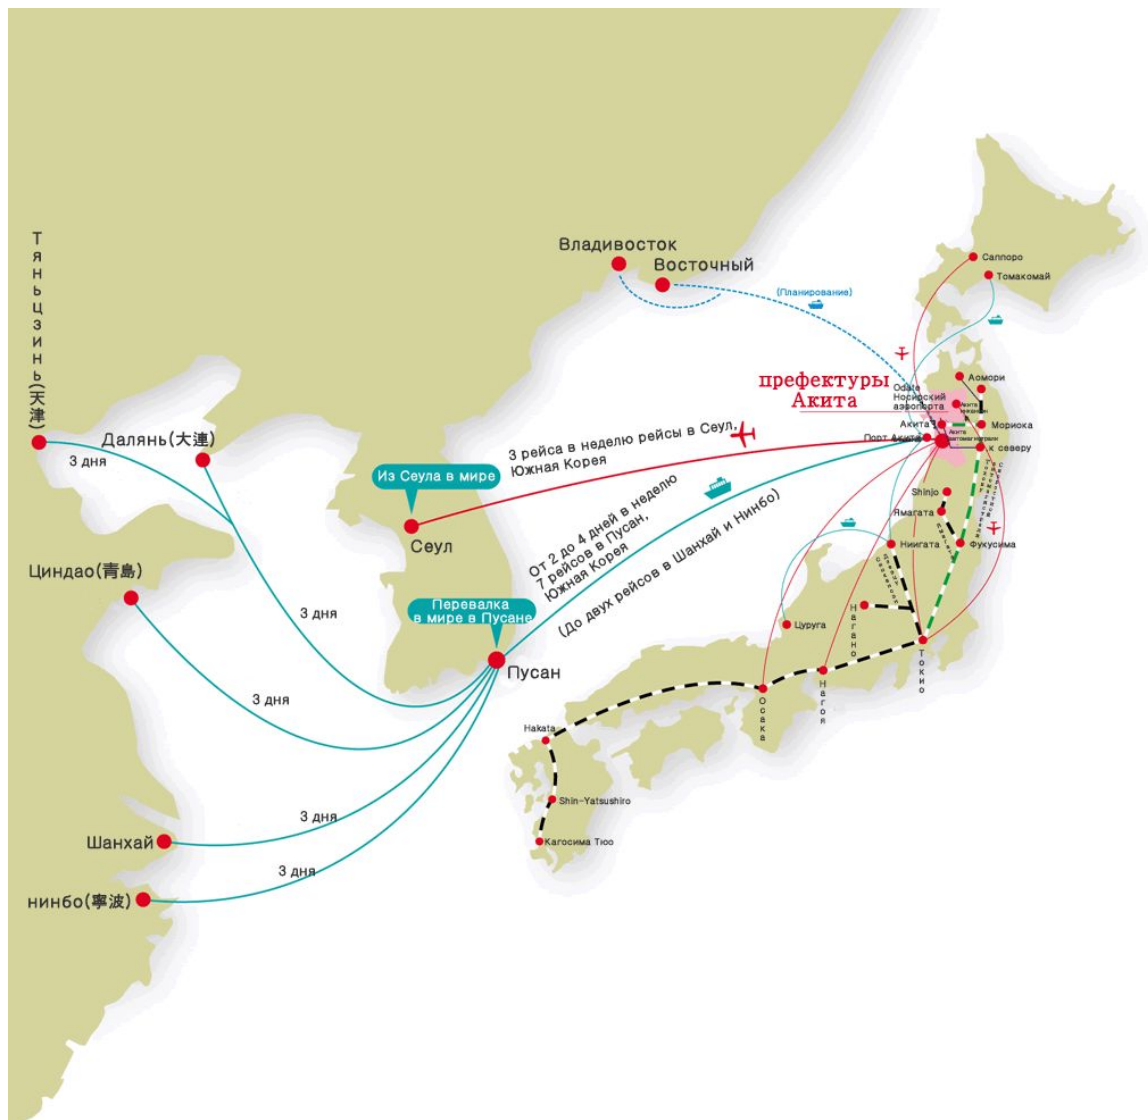 Владивосток
Восточный
(Планирование)
Саппоро
Томакомай
Тяньцзинь(天津)
Далянь(大連)
3 дня
префектуры
Акита
Odate
Носирский
аэропорта
Аомори
Акита
Порт Акита
Акита
Мориока
к северу
3 рейса в неделю рейсы в Сеул,
Южная Корея
Из Сеула в мире
Сеул
От 2 до 4 дней в неделю
7 рейсов в Пусан,
Южная Корея
(До двух рейсов в Шанхай и Нинбо)
Shinjo
Ямагата
Ниигата
Фукусима
Циндао(青島)
3 дня
Перевалка
в мире в Пусане
Пусан
Цуруга
Нагано
Токио
Нагоя
Осака
3 дня
Hakata
Shin-Yatsushiro
Кагосима Тюо
Шанхай
3 дня
нинбо(寧波)
3 дня